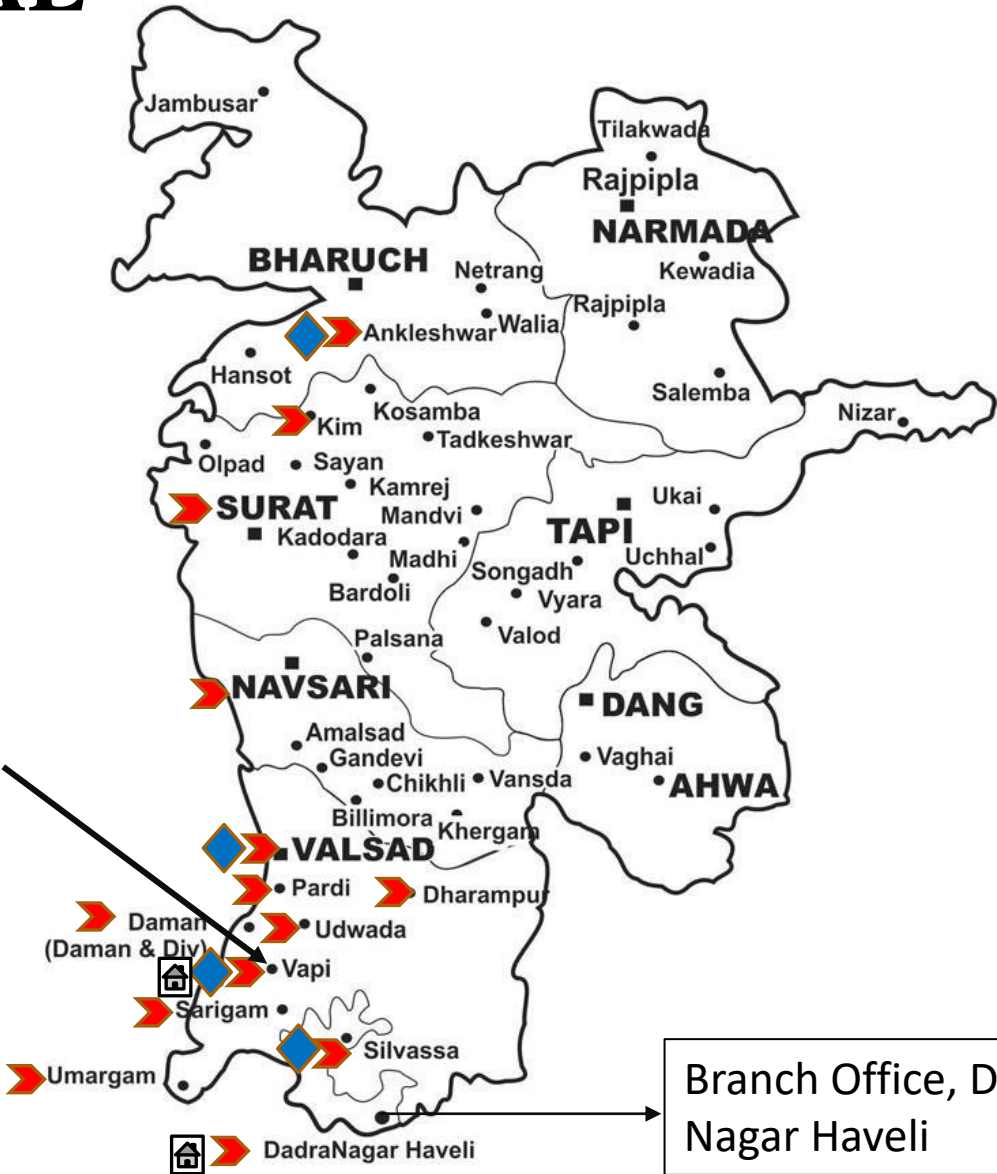 Jambusar
Tilakwada
Rajpipla
NARMADA
BHARUCH
Netrang
Kewadia
Rajpipla
Walia
Ankleshwar
Hansot
Salemba
Kosamba
Nizar
Kim
Tadkeshwar
Olpad
Sayan
Kamrej
Ukai
SURAT
Mandvi
TAPI
Kadodara
Madhi
Uchhal
Songadh
Bardoli
Vyara
Valod
Palsana
NAVSARI
DANG
Amalsad
Gandevi
Vaghai
Chikhli
Vansda
AHWA
Billimora
Khergam
VALSAD
Pardi
Dharampur
Daman
(Daman & Div)
Udwada
Vapi
Sarigam
Silvassa
Umargam
Branch Office, D
Nagar Haveli
DadraNagar Haveli